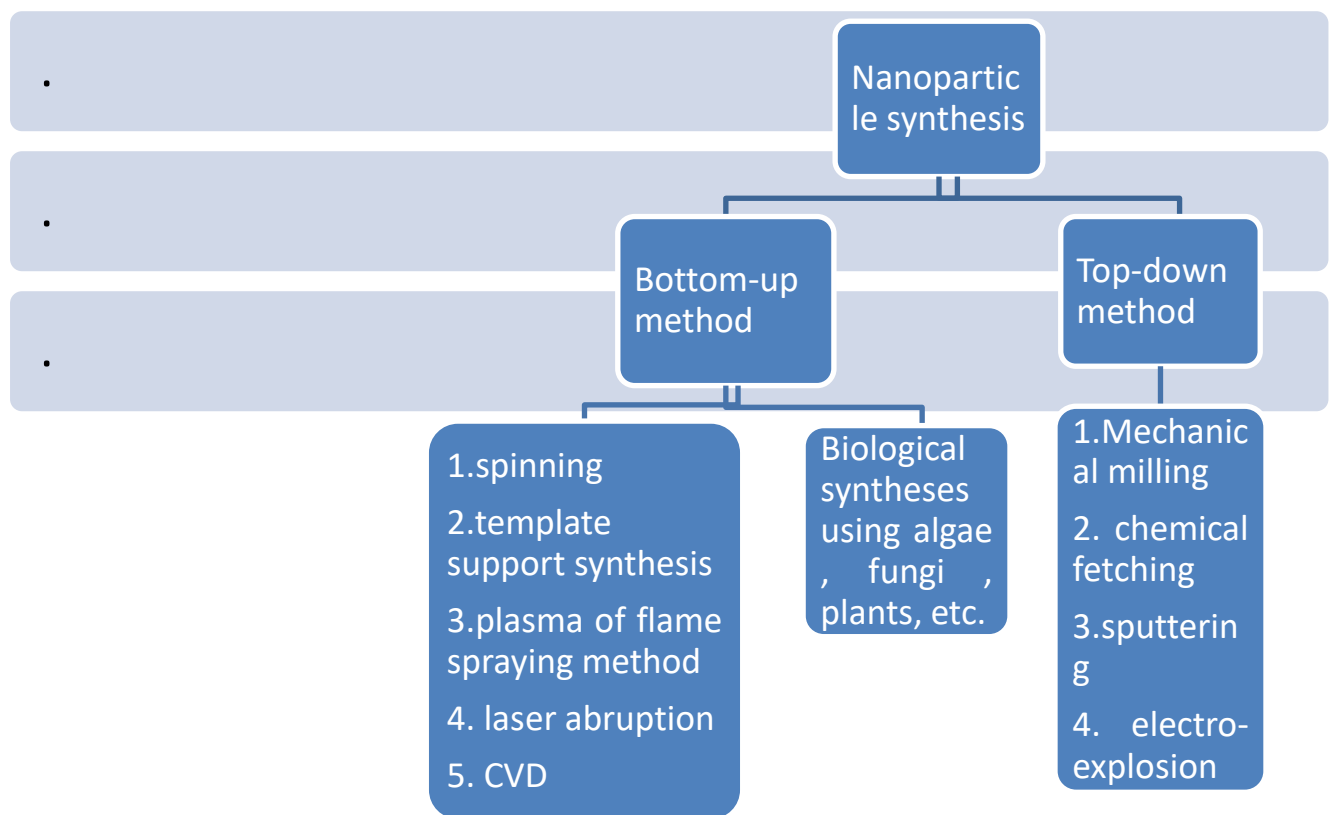 Nanopartic
le synthesis
Bottom-up
method
Top-down
method
1.spinning
2.template
support synthesis
3.plasma of flame
spraying method
4. laser abruption
5. CVD
Biological
syntheses
using algae
, fungi ,
plants, etc.
1.Mechanic
al milling
2. chemical
fetching
3.sputterin
g
4. electro-
explosion